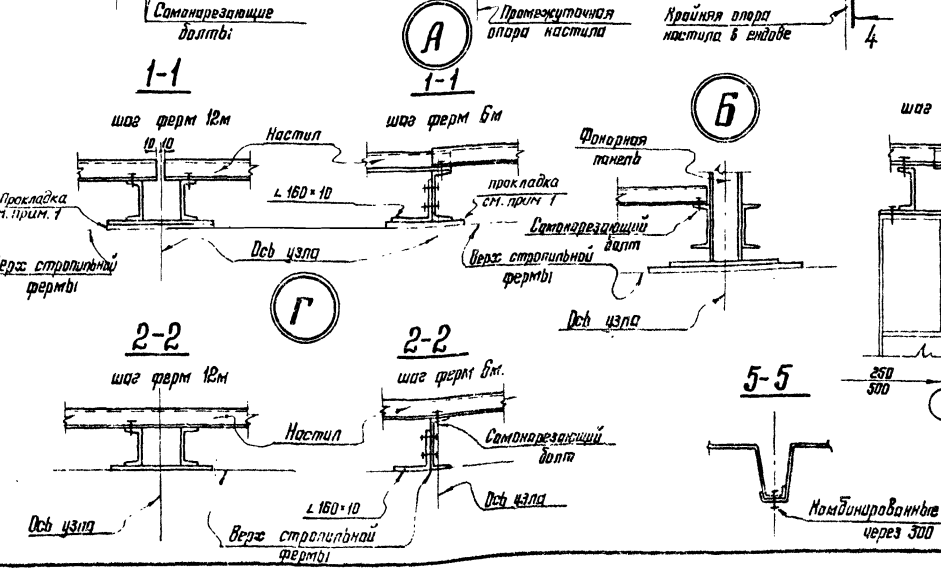 Самонарезающие
болты
А
Промежуточная
опора настила
Крайняя опора
настила в ендове
4
1-1
шаг ферм 12м
10 10
Настил
1-1
шаг ферм 6м
Б
Фонарная
панель
шаг
Прокладка
м. прим. 1
∟160×10
прокладка
см. прим 1
Самонарезающий
болт
Ось узла
Верх стропильной
фермы
ерх стропильной
фермы
Г
Ось узла
2-2
шаг ферм 12м
2-2
шаг ферм 6м.
5-5
250
500
Настил
Самонарезающий
болт
∟160×10
Ось узла
Ось узла
Верх стропильной
фермы
Комбинированные
через 300